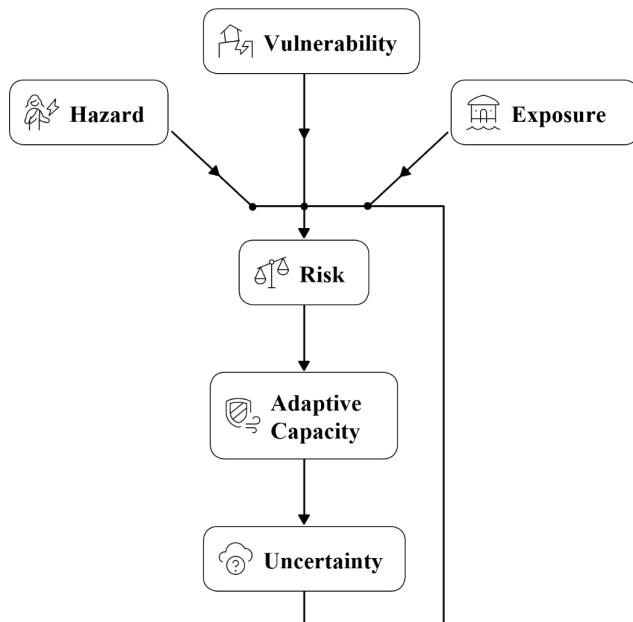 Vulnerability
Hazard
Exposure
Risk
Adaptive
Capacity
Uncertainty
?